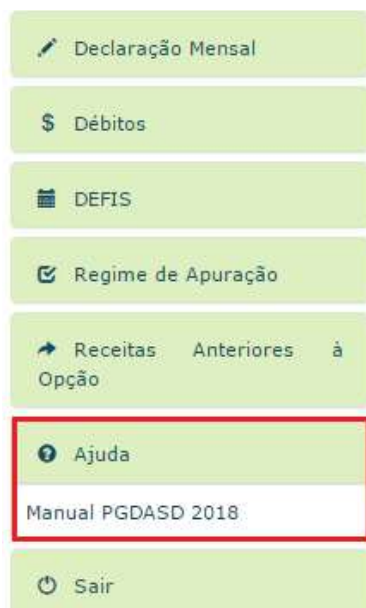 Declaração Mensal
$ Débitos
DEFIS
Regime de Apuração
Receitas Anteriores à
Opção
Ajuda
Manual PGDASD 2018
Sair